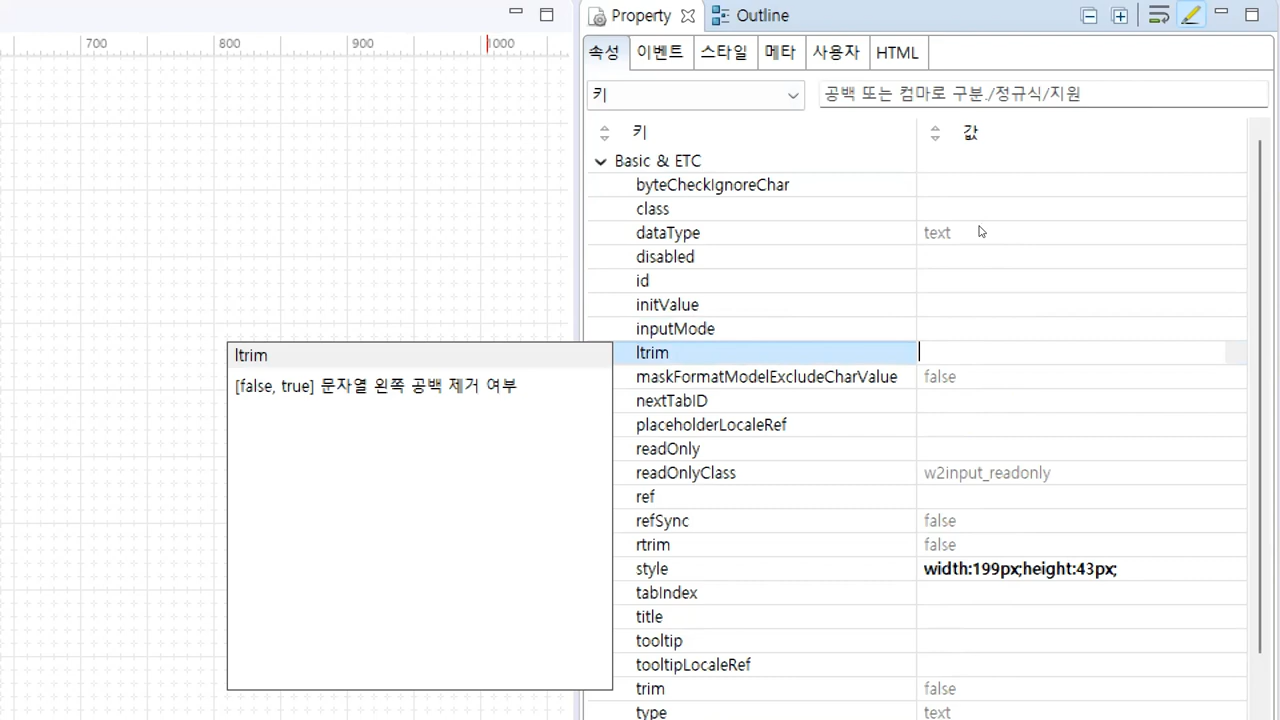 Property
Outline
700
800
900
1000
속성 이벤트 스타일 메타 사용자 HTML
키
공백 또는 컴마로 구분./정규식/지원
키 값
Basic & ETC
byteCheckIgnoreChar
class
dataType text
disabled
id
initValue
inputMode
ltrim
maskFormatModelExcludeCharValue false
nextTabID
placeholderLocaleRef
readOnly
readOnlyClass w2input_readonly
ref
refSync false
rtrim false
style width:199px;height:43px;
tabIndex
title
tooltip
tooltipLocaleRef
trim false
type text
ltrim
[false, true] 문자열 왼쪽 공백 제거 여부